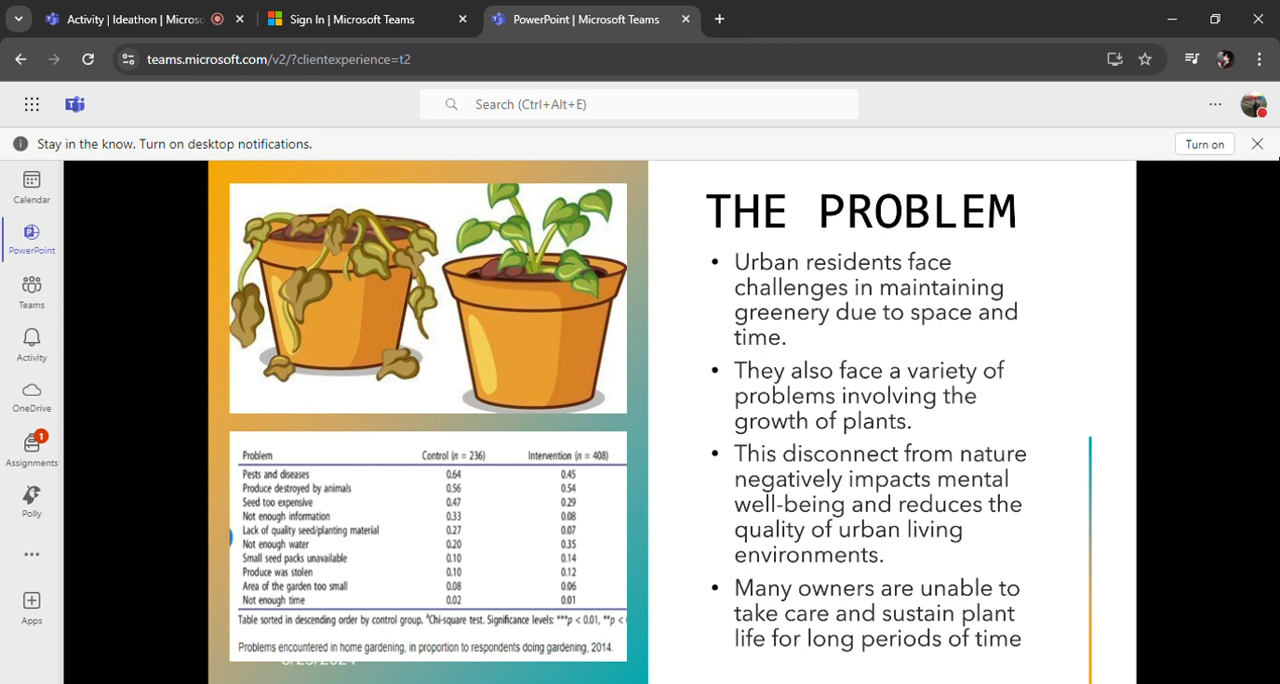 Activity | Ideathon | Microso
Sign In | Microsoft Teams
PowerPoint | Microsoft Teams
teams.microsoft.com/v2/?clientexperience=t2
Search (Ctrl+Alt+E)
Stay in the know. Turn on desktop notifications.
Turn on
Calendar
PowerPoint
Teams
Activity
OneDrive
1
Assignments
Polly
Apps
Problem Control (n = 236) Intervention (n = 408)
Pests and diseases 0.64 0.45
Produce destroyed by animals 0.56 0.54
Seed too expensive 0.47 0.29
Not enough information 0.33 0.08
Lack of quality seed/planting material 0.27 0.07
Not enough water 0.20 0.35
Small seed packs unavailable 0.10 0.14
Produce was stolen 0.10 0.12
Area of the garden too small 0.08 0.06
Not enough time 0.02 0.01
Table sorted in descending order by control group. ᵃChi-square test. Significance levels: ***p < 0.01, **p <
Problems encountered in home gardening, in proportion to respondents doing gardening, 2014.
THE PROBLEM
• Urban residents face
challenges in maintaining
greenery due to space and
time.
• They also face a variety of
problems involving the
growth of plants.
• This disconnect from nature
negatively impacts mental
well-being and reduces the
quality of urban living
environments.
• Many owners are unable to
take care and sustain plant
life for long periods of time